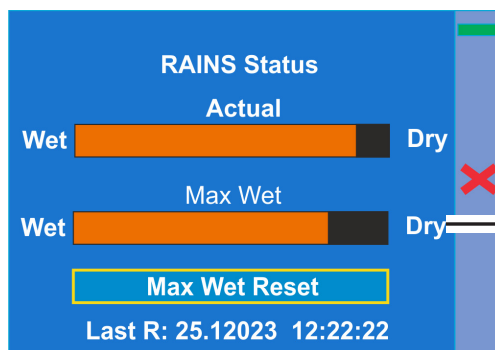 RAINS Status
Actual
Wet Dry
Max Wet
Wet Dry
Max Wet Reset
Last R: 25.12023 12:22:22